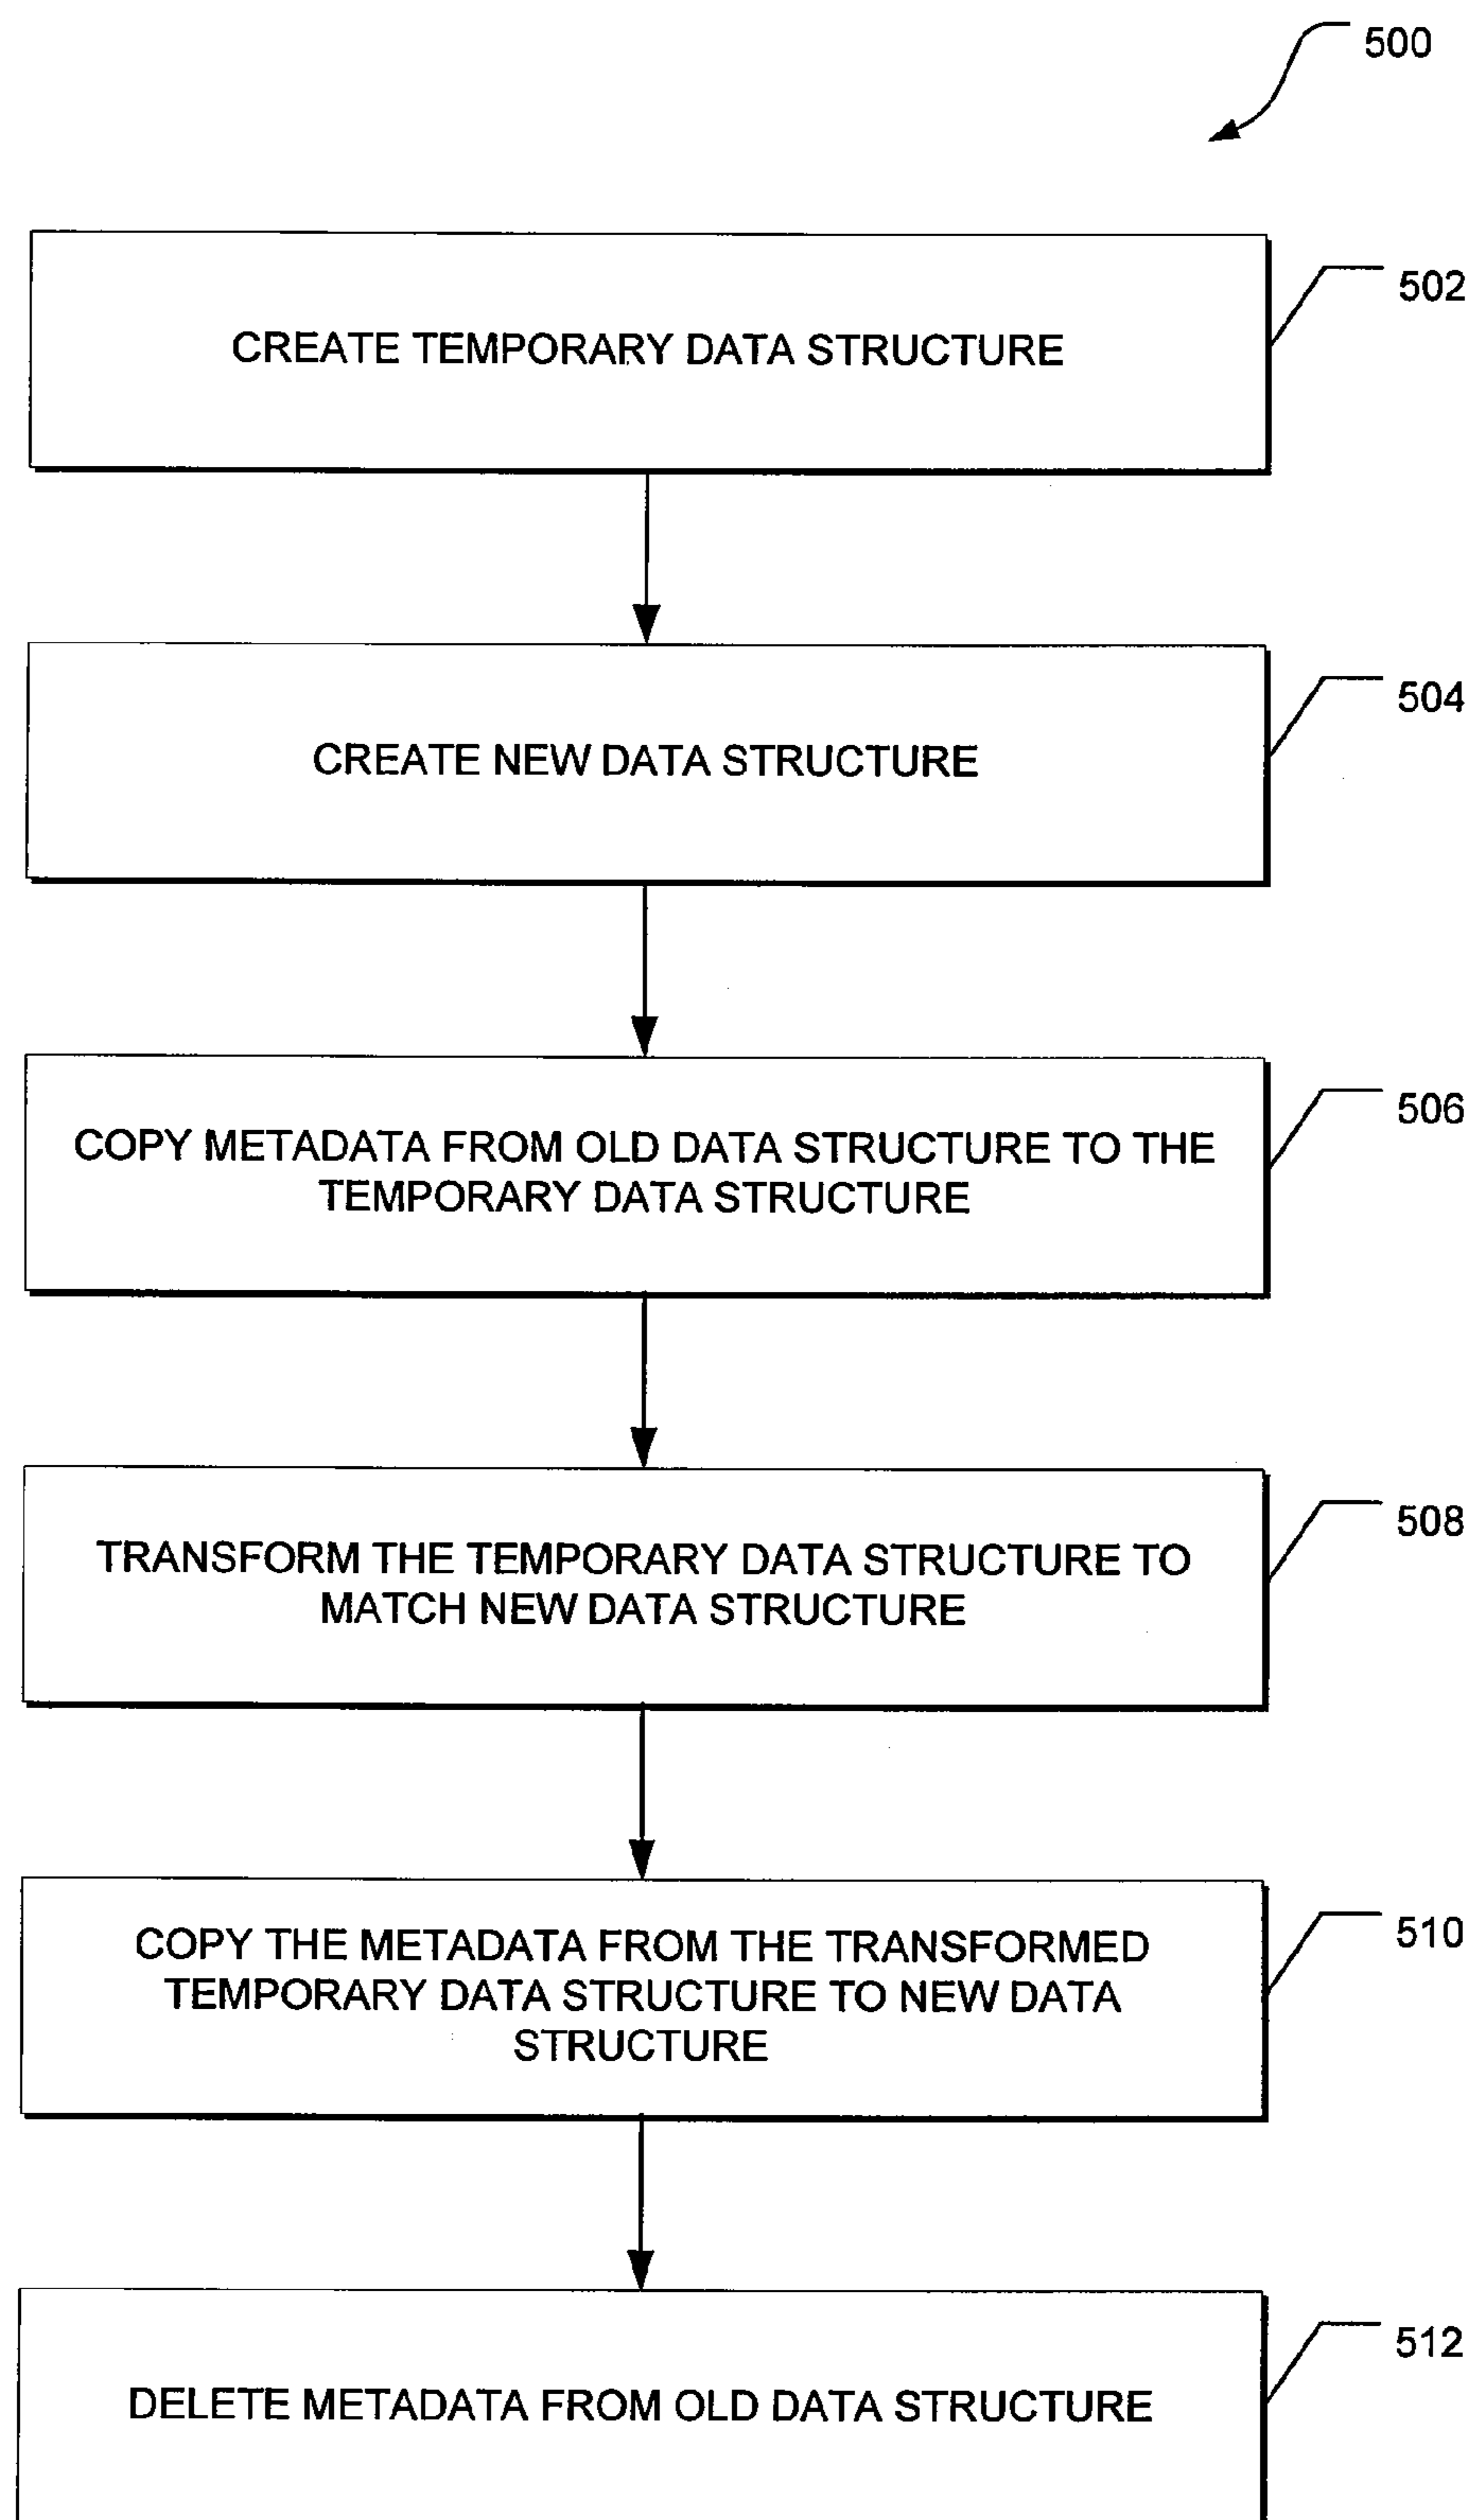 500
CREATE TEMPORARY DATA STRUCTURE
502
CREATE NEW DATA STRUCTURE
504
COPY METADATA FROM OLD DATA STRUCTURE TO THE
TEMPORARY DATA STRUCTURE
506
TRANSFORM THE TEMPORARY DATA STRUCTURE TO
MATCH NEW DATA STRUCTURE
508
COPY THE METADATA FROM THE TRANSFORMED
TEMPORARY DATA STRUCTURE TO NEW DATA
STRUCTURE
510
DELETE METADATA FROM OLD DATA STRUCTURE
512